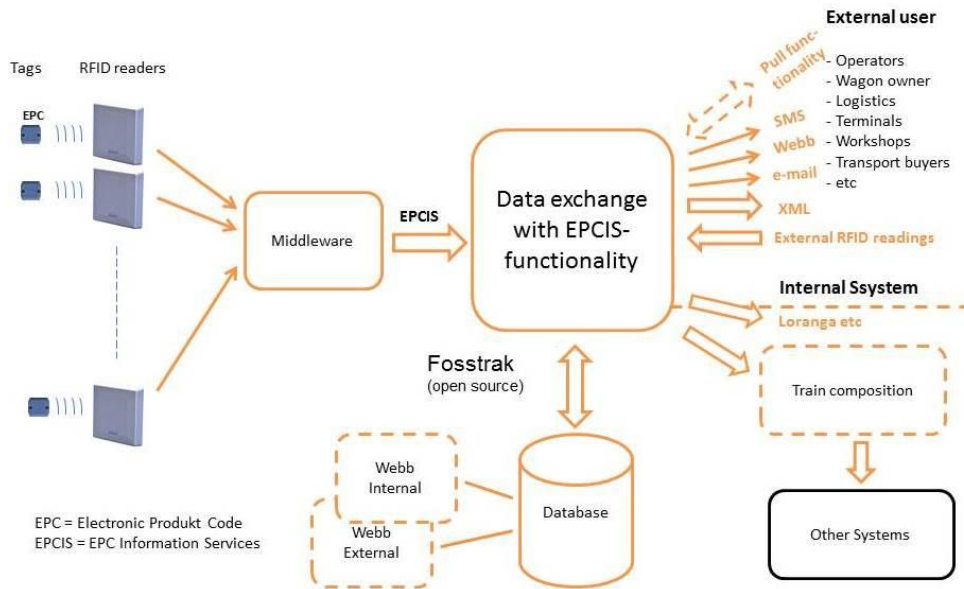 External user
Tags
RFID readers
Pull func-
tionality
- Operators
- Wagon owner
- Logistics
- Terminals
- Workshops
- Transport buyers
- etc
EPC
SMS
Webb
e-mail
XML
External RFID readings
Middleware
EPCIS
Data exchange
with EPCIS-
functionality
Internal Ssystem
Loranga etc
Train composition
Other Systems
Fosstrak
(open source)
Webb
Internal
Webb
External
Database
EPC = Electronic Produkt Code
EPCIS = EPC Information Services